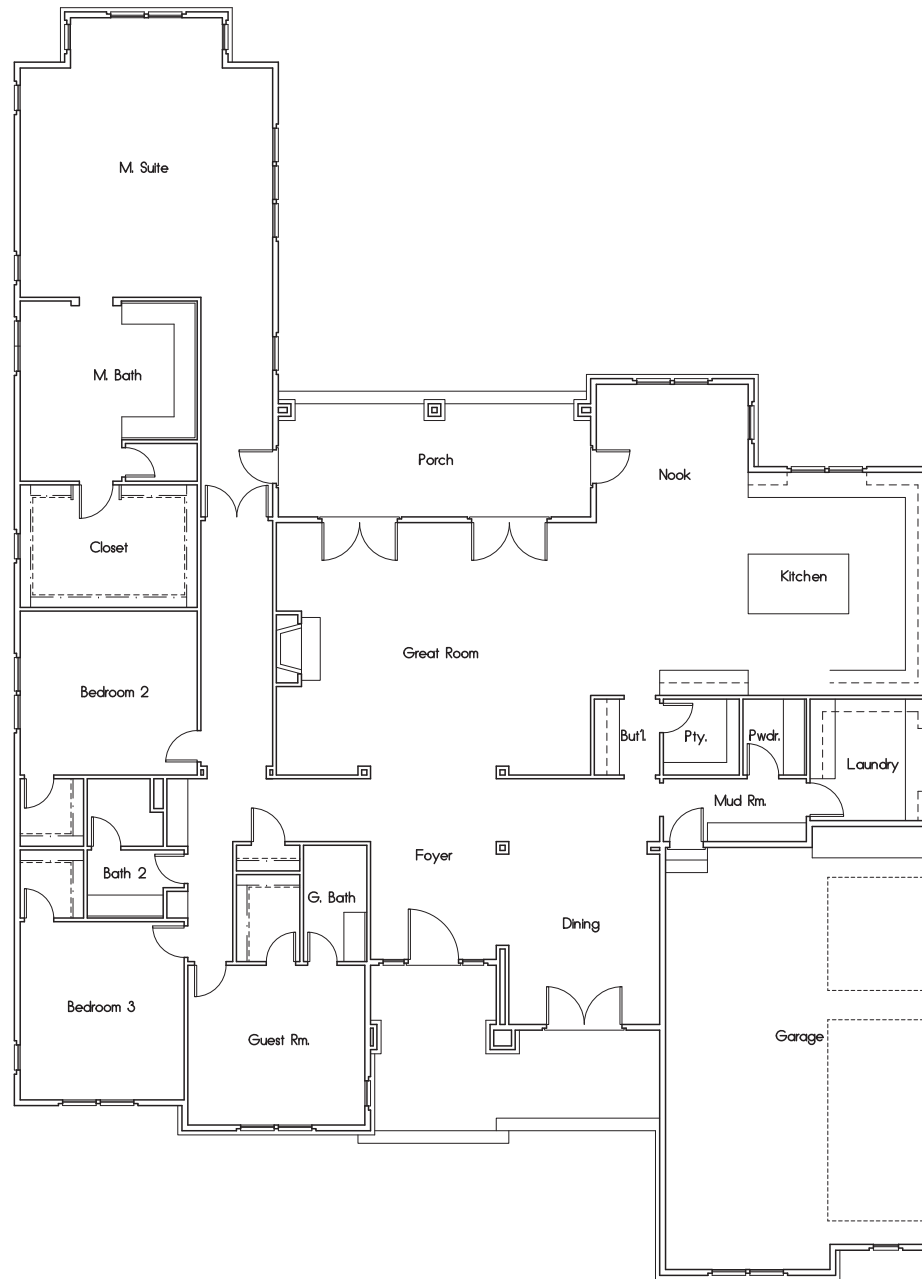 M. Suite
M. Bath
Porch
Nook
Closet
Kitchen
Great Room
Bedroom 2
But'l.
Pty.
Pwdr.
Laundry
Mud Rm.
Foyer
Bath 2
G. Bath
Dining
Bedroom 3
Guest Rm.
Garage